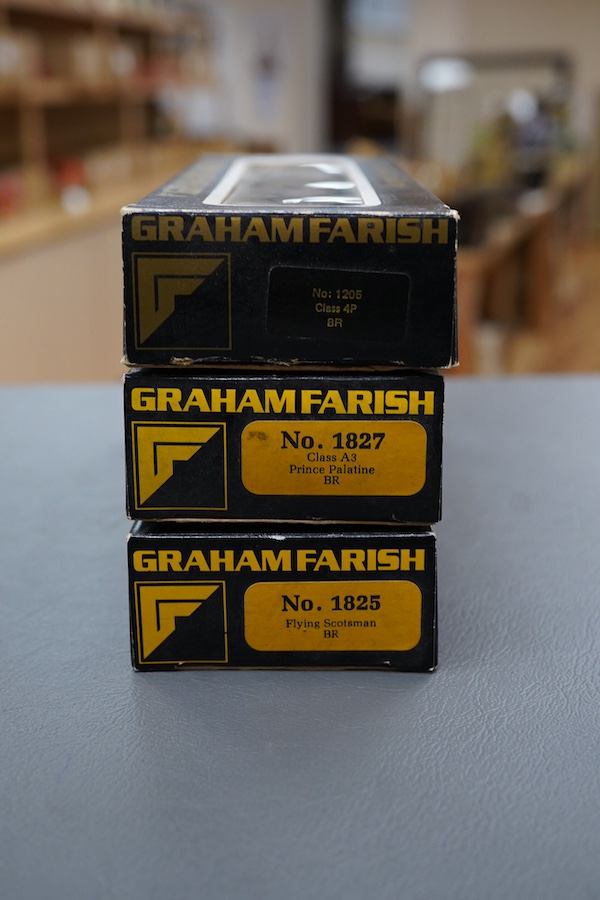 GRAHAM FARISH
No: 1205
Class 4P
BR
GRAHAM FARISH
No. 1827
Class A3
Prince Palatine
BR
GRAHAM FARISH
No. 1825
Flying Scotsman
BR